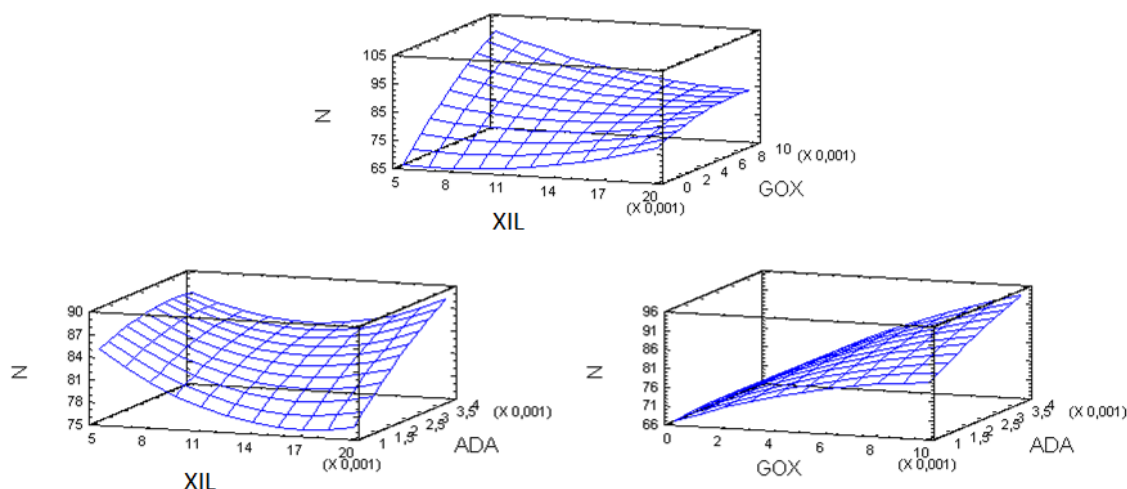 105
95
85
75
65
N
5 8 11 14 17 20
(X 0,001)
XIL
0 2 4 6 8 10 (X 0,001)
GOX
90
87
84
81
78
75
N
5 8 11 14 17 20
(X 0,001)
XIL
1 1,5 2 2,5 3 3,5 4 (X 0,001)
ADA
96
91
86
81
76
71
66
N
0 2 4 6 8 10
(X 0,001)
GOX
1 1,5 2 2,5 3 3,5 4 (X 0,001)
ADA